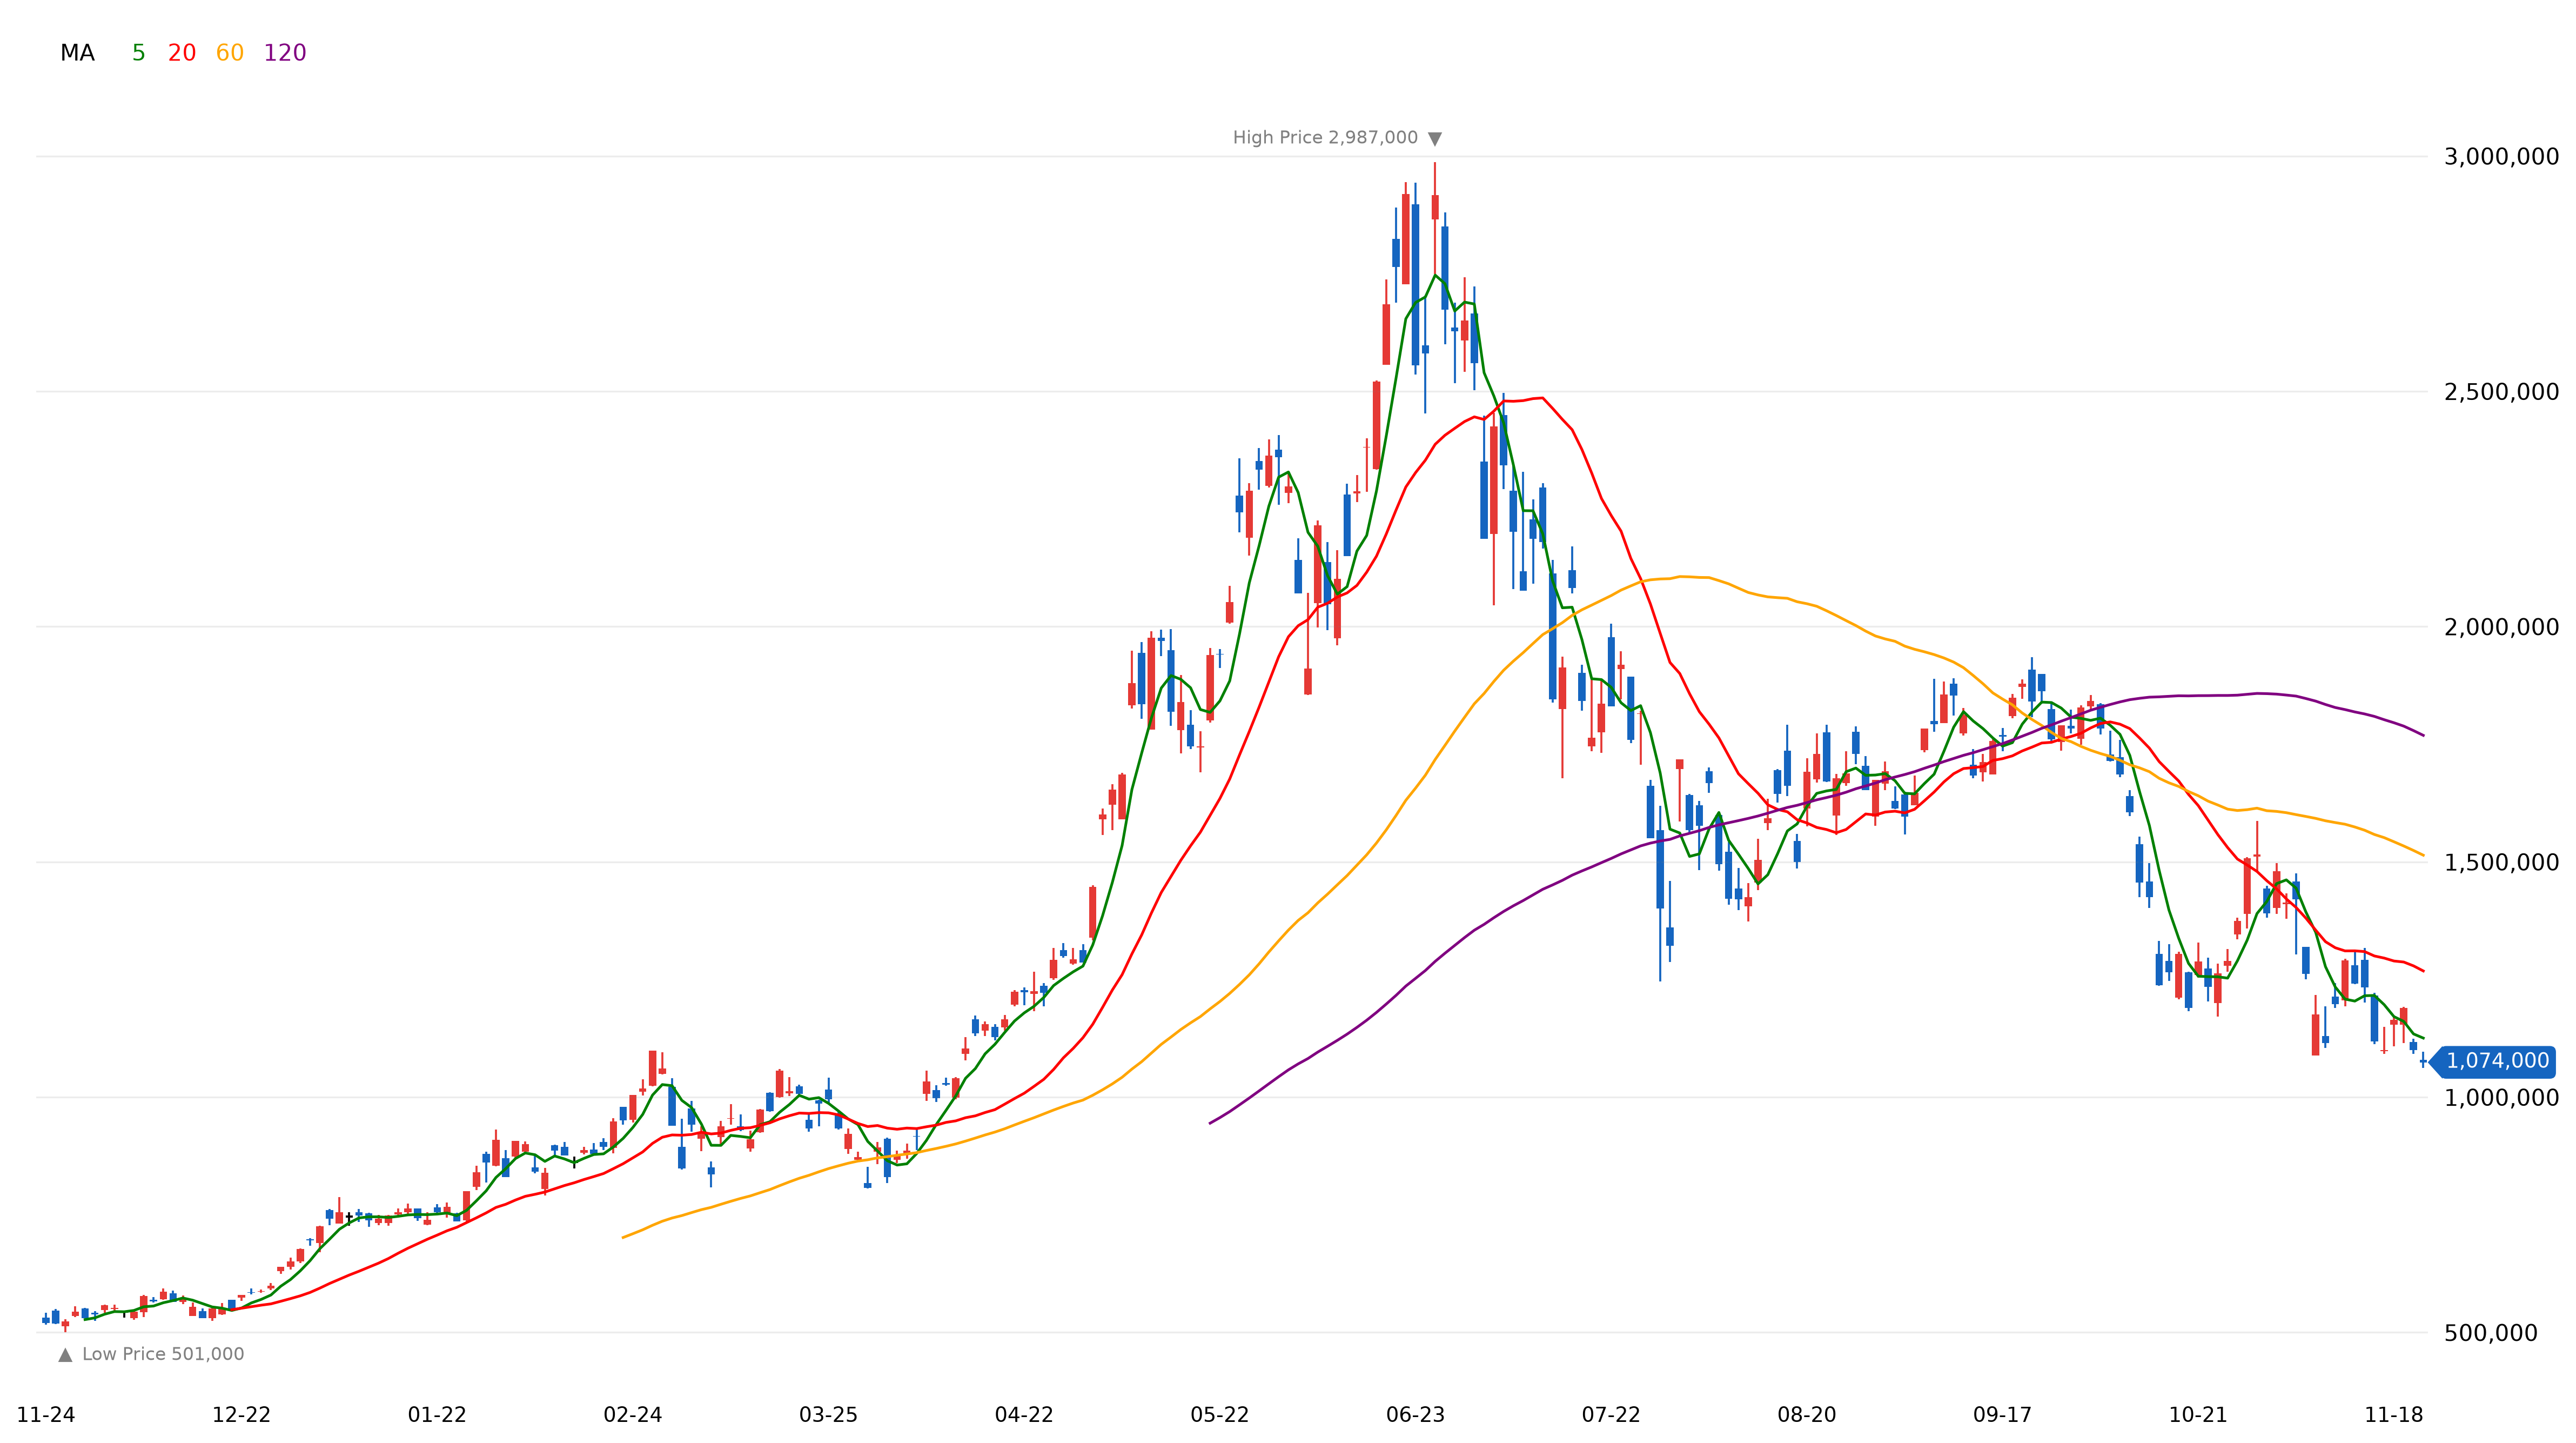 MA 5 20 60 120
High Price 2,987,000 ▼
3,000,000
2,500,000
2,000,000
1,500,000
1,074,000
1,000,000
500,000
▲ Low Price 501,000
11-24 12-22 01-22 02-24 03-25 04-22 05-22 06-23 07-22 08-20 09-17 10-21 11-18